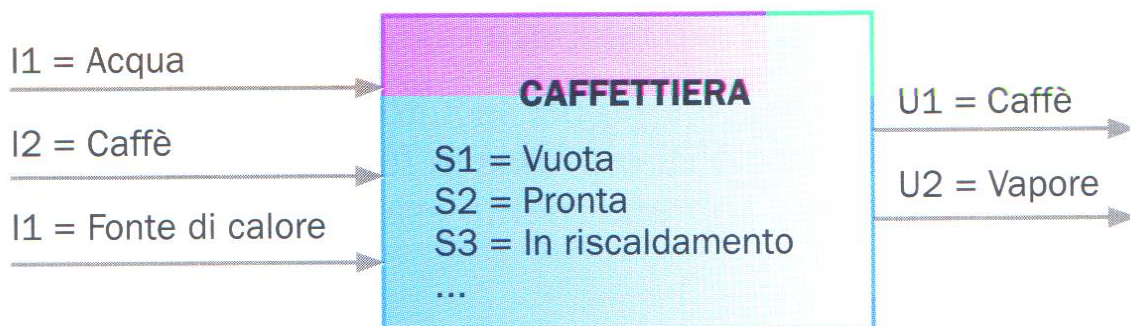 I1 = Acqua
I2 = Caffè
I1 = Fonte di calore
CAFFETTIERA
S1 = Vuota
S2 = Pronta
S3 = In riscaldamento
...
U1 = Caffè
U2 = Vapore